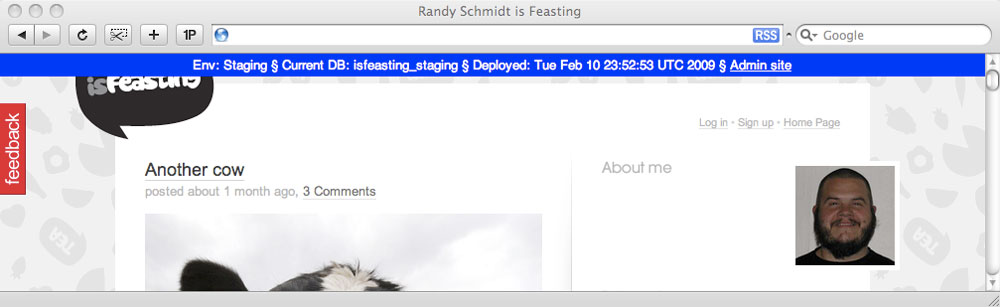 Randy Schmidt is Feasting
1P
RSS
Google
Env: Staging § Current DB: isfeasting_staging § Deployed: Tue Feb 10 23:52:53 UTC 2009 § Admin site
isFeasting
feedback
Log in • Sign up • Home Page
Another cow
posted about 1 month ago, 3 Comments
About me
TEA
TEA